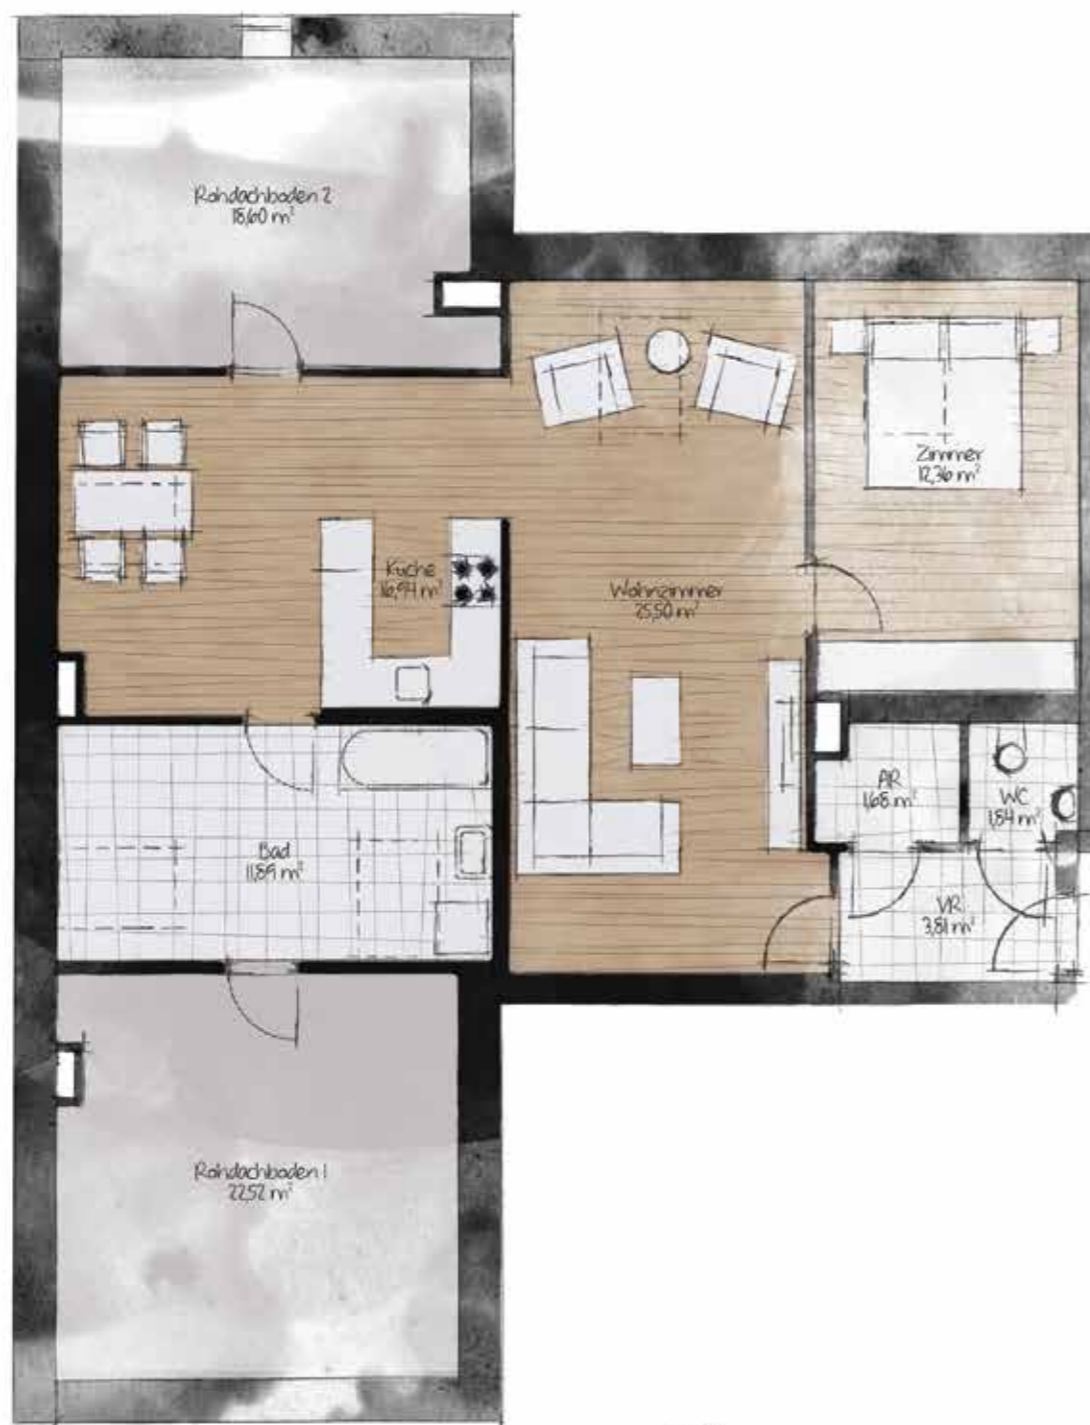 Rohdachboden 2
18,60 m²
Zimmer
12,36 m²
Küche
16,94 m²
Wohnzimmer
25,50 m²
AR
1,68 m²
WC
1,84 m²
Bad
11,89 m²
VR
3,81 m²
Rohdachboden 1
22,52 m²